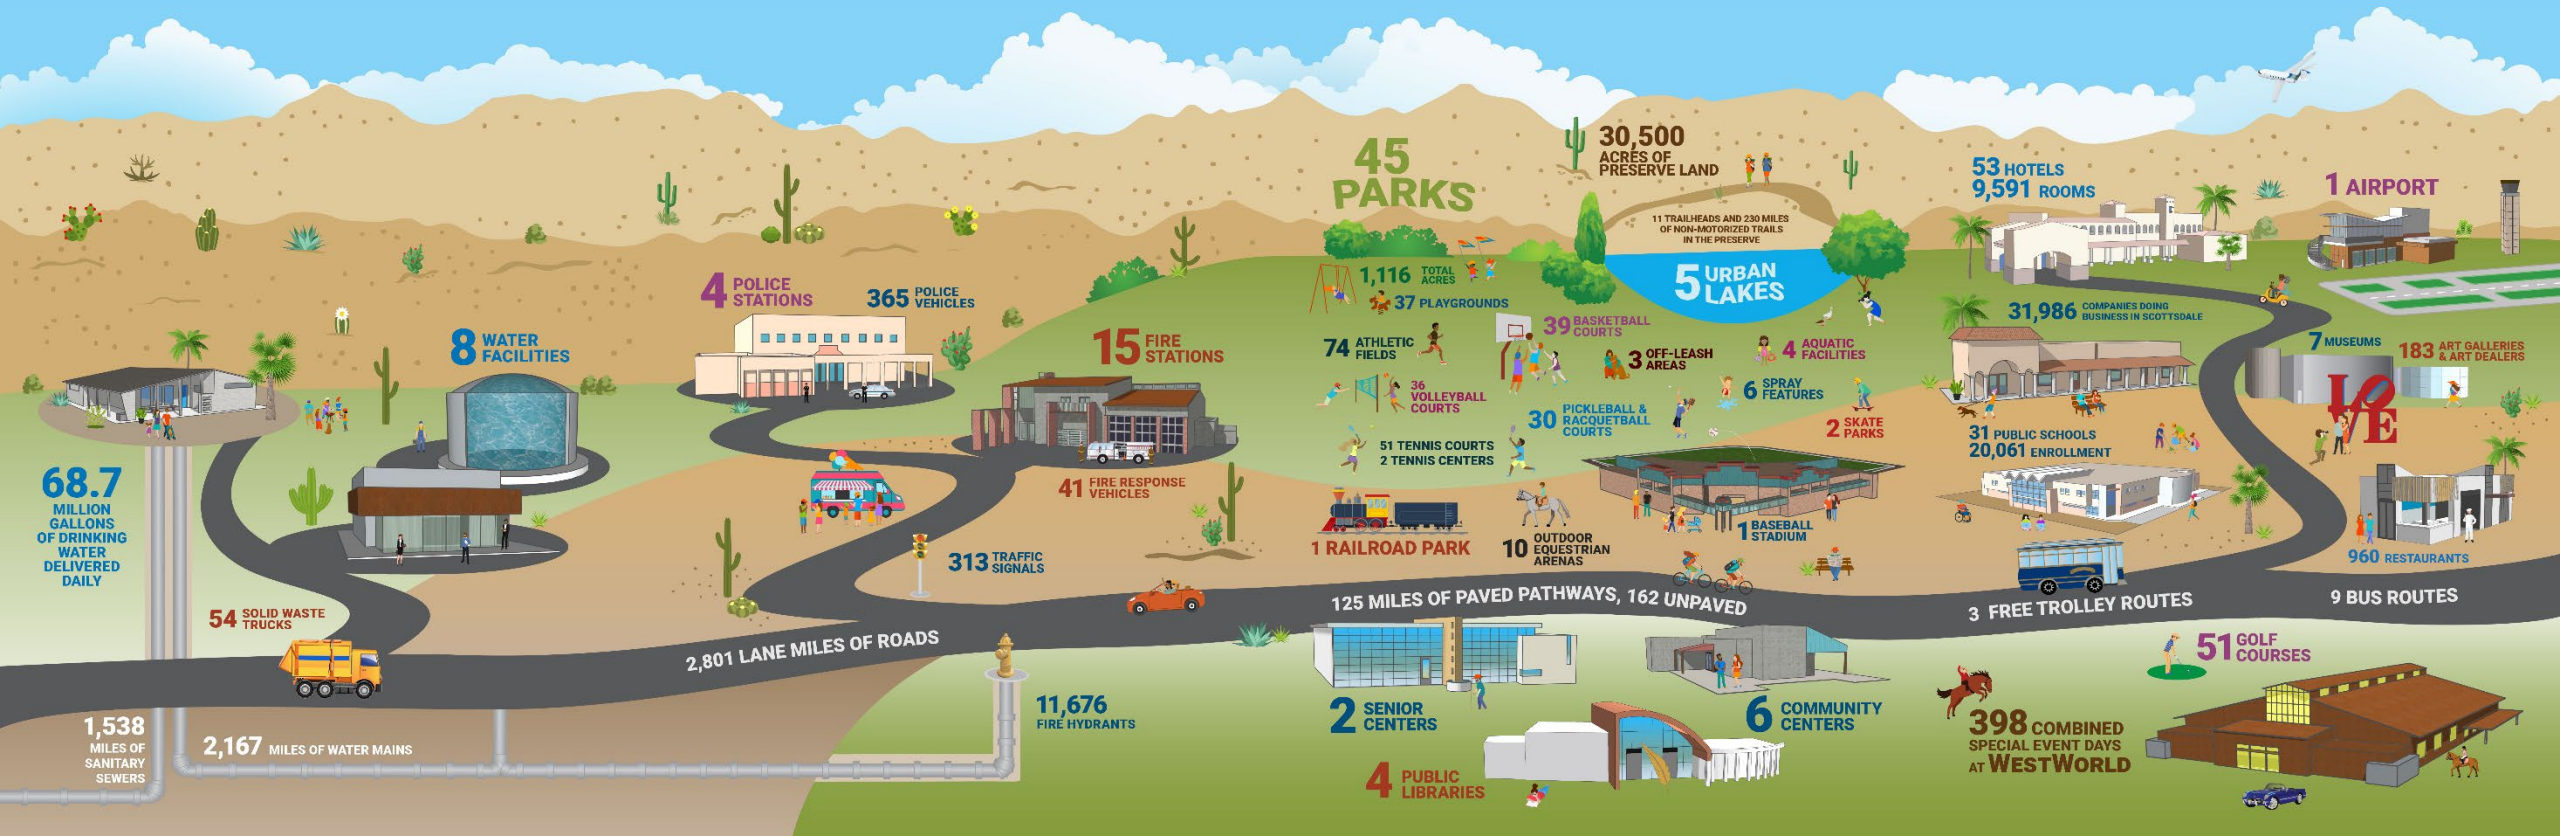 68.7
MILLION
GALLONS
OF DRINKING
WATER
DELIVERED
DAILY
8 WATER
FACILITIES
54 SOLID WASTE
TRUCKS
1,538
MILES OF
SANITARY
SEWERS
2,167 MILES OF WATER MAINS
4 POLICE
STATIONS
365 POLICE
VEHICLES
15 FIRE
STATIONS
41 FIRE RESPONSE
VEHICLES
313 TRAFFIC
SIGNALS
2,801 LANE MILES OF ROADS
11,676
FIRE HYDRANTS
45
PARKS
1,116 TOTAL
ACRES
37 PLAYGROUNDS
74 ATHLETIC
FIELDS
39 BASKETBALL
COURTS
36
VOLLEYBALL
COURTS
30 PICKLEBALL &
RACQUETBALL
COURTS
51 TENNIS COURTS
2 TENNIS CENTERS
30,500
ACRES OF
PRESERVE LAND
11 TRAILHEADS AND 230 MILES
OF NON-MOTORIZED TRAILS
IN THE PRESERVE
5 URBAN
LAKES
3 OFF-LEASH
AREAS
4 AQUATIC
FACILITIES
6 SPRAY
FEATURES
2 SKATE
PARKS
1 RAILROAD PARK
10 OUTDOOR
EQUESTRIAN
ARENAS
1 BASEBALL
STADIUM
125 MILES OF PAVED PATHWAYS, 162 UNPAVED
2 SENIOR
CENTERS
6 COMMUNITY
CENTERS
4 PUBLIC
LIBRARIES
53 HOTELS
9,591 ROOMS
1 AIRPORT
31,986 COMPANIES DOING
BUSINESS IN SCOTTSDALE
7 MUSEUMS
183 ART GALLERIES
& ART DEALERS
LO
VE
31 PUBLIC SCHOOLS
20,061 ENROLLMENT
960 RESTAURANTS
3 FREE TROLLEY ROUTES
9 BUS ROUTES
51 GOLF
COURSES
398 COMBINED
SPECIAL EVENT DAYS
AT WESTWORLD